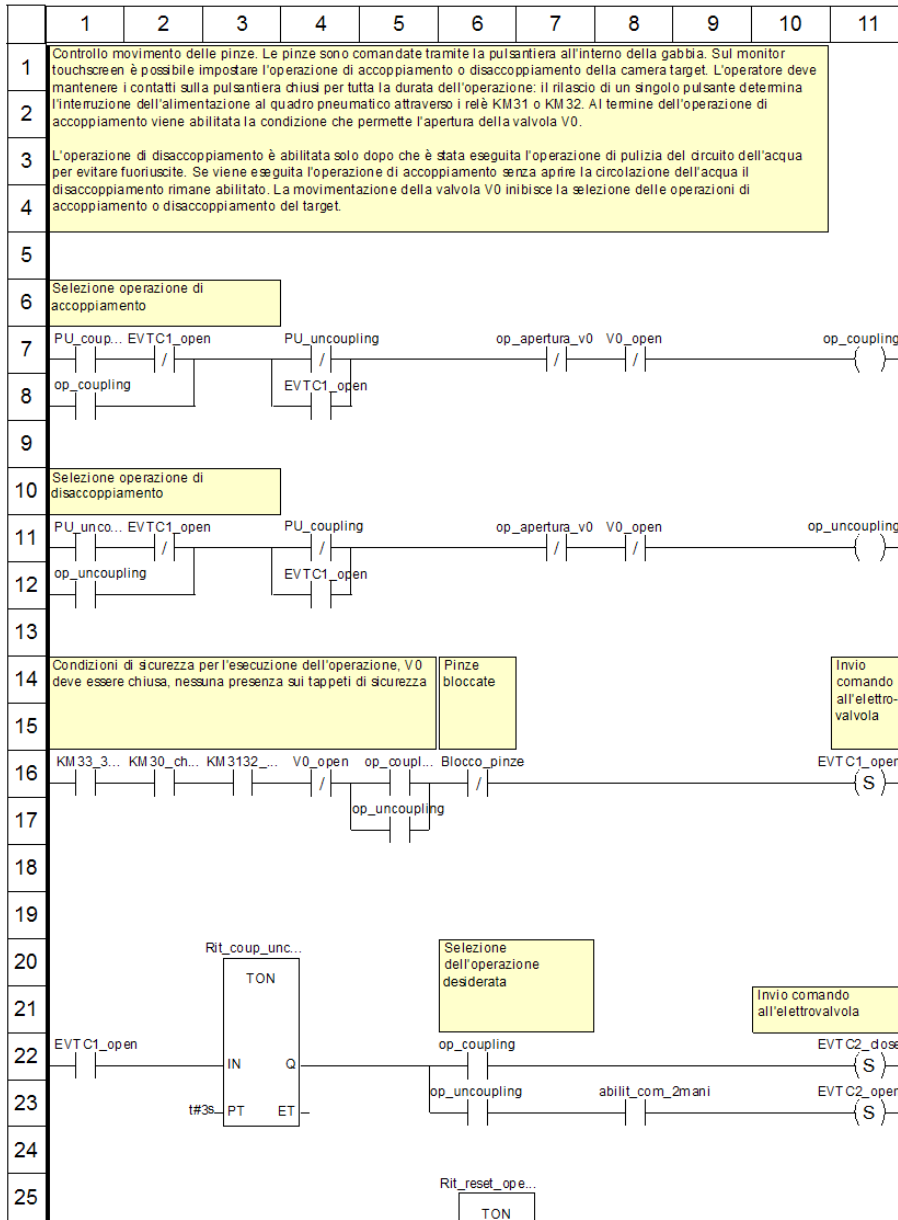 1 2 3 4 5 6 7 8 9 10 11
1
2
3
4
Controllo movimento delle pinze. Le pinze sono comandate tramite la pulsantiera all'interno della gabbia. Sul monitor
touchscreen è possibile impostare l'operazione di accoppiamento o disaccoppiamento della camera target. L'operatore deve
mantenere i contatti sulla pulsantiera chiusi per tutta la durata dell'operazione: il rilascio di un singolo pulsante determina
l'interruzione dell'alimentazione al quadro pneumatico attraverso i relè KM31 o KM32. Al termine dell'operazione di
accoppiamento viene abilitata la condizione che permette l'apertura della valvola V0.
L'operazione di disaccoppiamento è abilitata solo dopo che è stata eseguita l'operazione di pulizia del circuito dell'acqua
per evitare fuoriuscite. Se viene eseguita l'operazione di accoppiamento senza aprire la circolazione dell'acqua il
disaccoppiamento rimane abilitato. La movimentazione della valvola V0 inibisce la selezione delle operazioni di
accoppiamento o disaccoppiamento del target.
5
6
Selezione operazione di
accoppiamento
7
PU_coup... EVTC1_open PU_uncoupling op_apertura_v0 V0_open op_coupling
/ / / /
8
op_coupling EVTC1_open
9
10
Selezione operazione di
disaccoppiamento
11
PU_unco... EVTC1_open PU_coupling op_apertura_v0 V0_open op_uncoupling
/ / / /
12
op_uncoupling EVTC1_open
13
14
15
Condizioni di sicurezza per l'esecuzione dell'operazione, V0
deve essere chiusa, nessuna presenza sui tappeti di sicurezza
Pinze
bloccate
Invio
comando
all'elettro-
valvola
16
KM33_3... KM30_ch... KM3132_... V0_open op_coupl... Blocco_pinze EVTC1_open
/ / S
17
op_uncoupling
18
19
20
Rit_coup_unc...
TON
Selezione
dell'operazione
desiderata
21
Invio comando
all'elettrovalvola
22
EVTC1_open IN Q op_coupling EVTC2_close
S
23
t#3s PT ET op_uncoupling abilit_com_2mani EVTC2_open
S
24
25
Rit_reset_ope...
TON